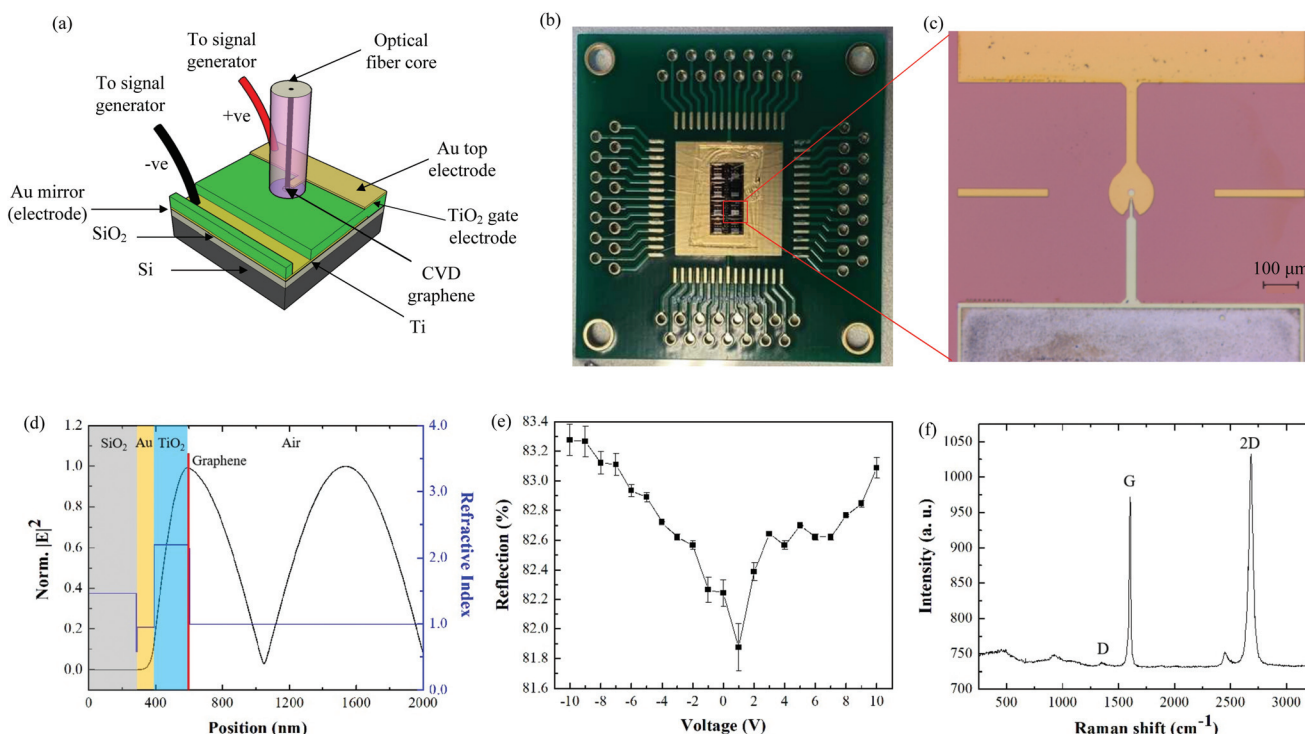 (a)
To signal
generator
To signal
generator
Optical
fiber core
+ve
-ve
Au top
electrode
Au mirror
(electrode)
TiO2 gate
electrode
SiO2
Si
CVD
graphene
Ti
(b)
(c)
100 μm
(d)
SiO2 Au TiO2 Air
Graphene
Norm. |E|²
1.2
1.0
0.8
0.6
0.4
0.2
0.0
0 400 800 1200 1600 2000
Position (nm)
4.0
3.0
2.0
1.0
0.0
Refractive Index
(e)
Reflection (%)
83.4
83.2
83.0
82.8
82.6
82.4
82.2
82.0
81.8
81.6
-10 -8 -6 -4 -2 0 2 4 6 8 10
Voltage (V)
(f)
Intensity (a. u.)
1050
1000
950
900
850
800
750
700
G
2D
D
500 1000 1500 2000 2500 3000
Raman shift (cm⁻¹)